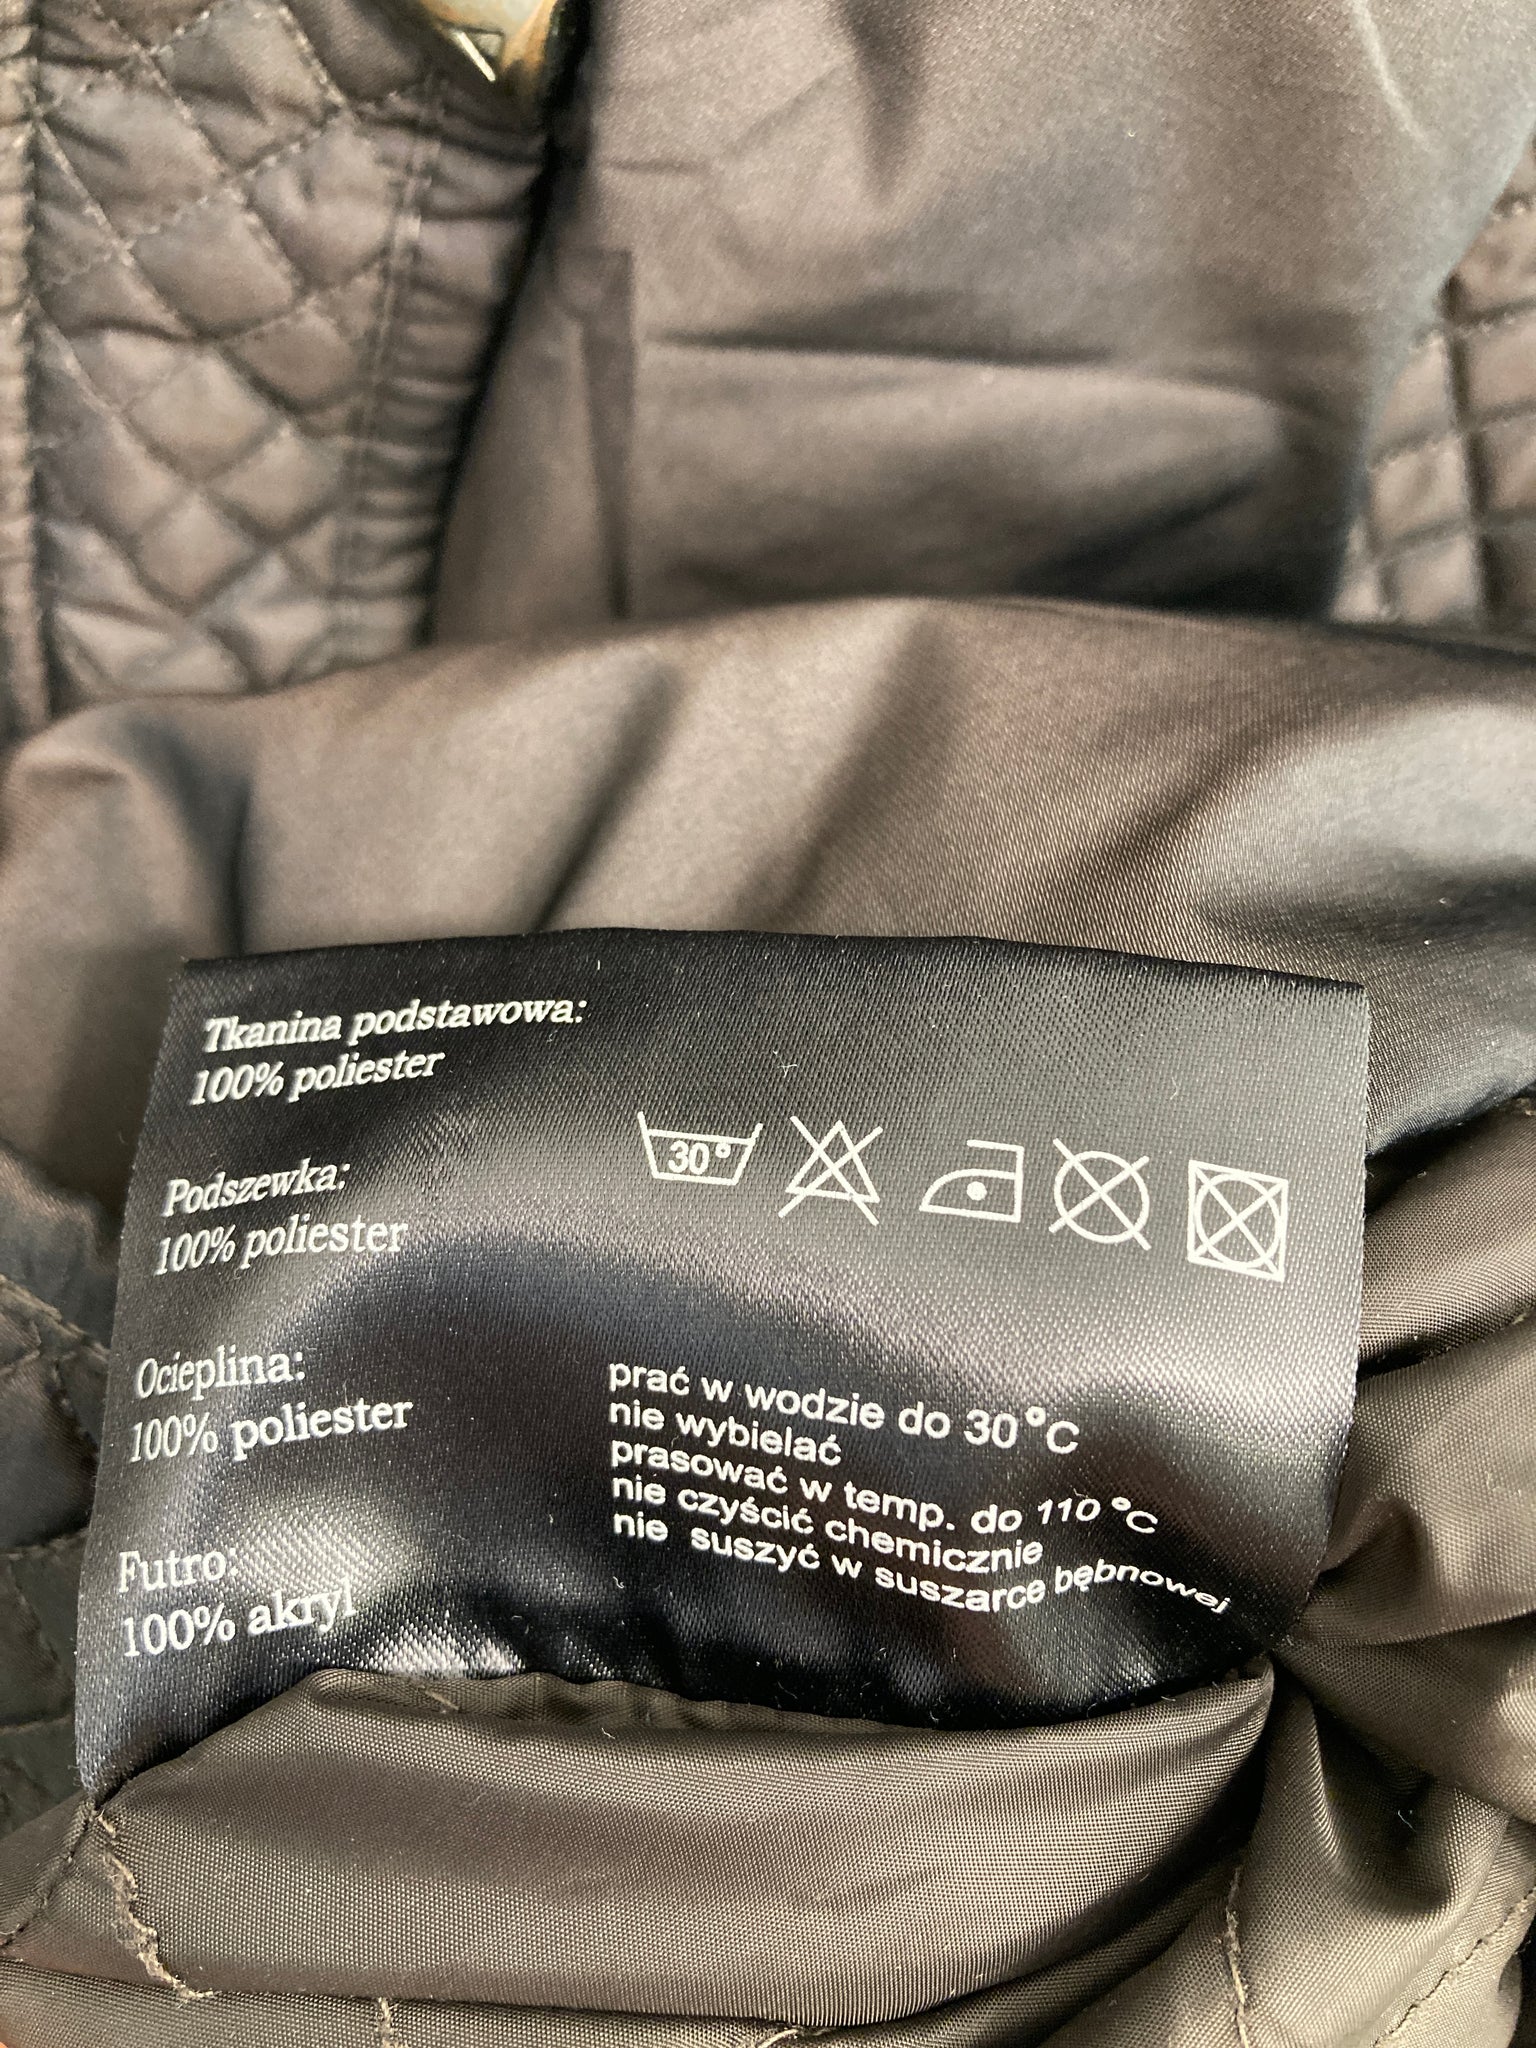 Tkanina podstawowa:
100% poliester
Podszewka:
100% poliester
Ocieplina:
100% poliester
Futro:
100% akryl
30°
prać w wodzie do 30°C
nie wybielać
prasować w temp. do 110°C
nie czyścić chemicznie
nie suszyć w suszarce bębnowej